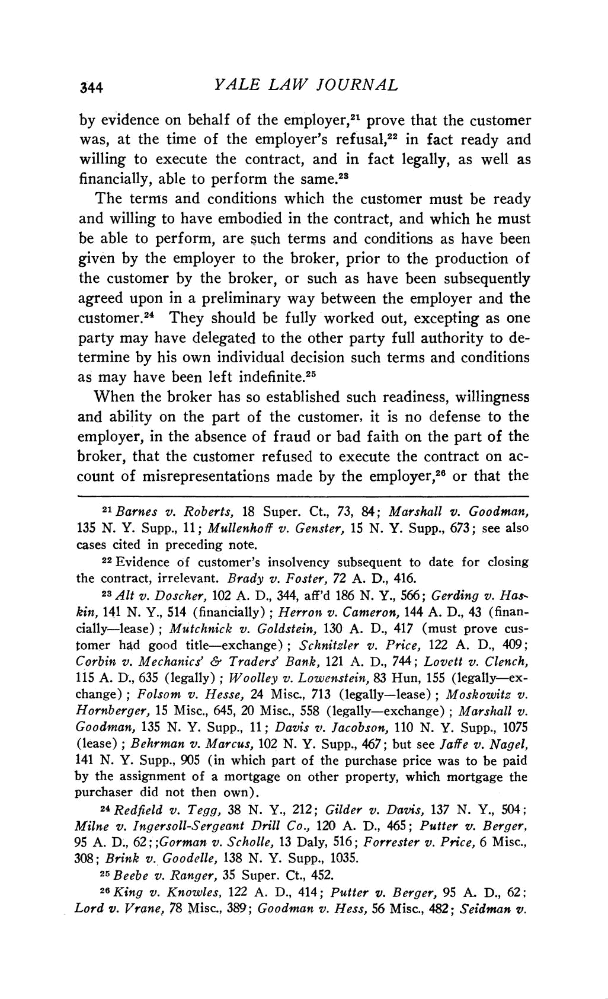 344 YALE LAW JOURNAL
by evidence on behalf of the employer,²¹ prove that the customer
was, at the time of the employer's refusal,²² in fact ready and
willing to execute the contract, and in fact legally, as well as
financially, able to perform the same.²³
The terms and conditions which the customer must be ready
and willing to have embodied in the contract, and which he must
be able to perform, are such terms and conditions as have been
given by the employer to the broker, prior to the production of
the customer by the broker, or such as have been subsequently
agreed upon in a preliminary way between the employer and the
customer.²⁴ They should be fully worked out, excepting as one
party may have delegated to the other party full authority to de-
termine by his own individual decision such terms and conditions
as may have been left indefinite.²⁵
When the broker has so established such readiness, willingness
and ability on the part of the customer, it is no defense to the
employer, in the absence of fraud or bad faith on the part of the
broker, that the customer refused to execute the contract on ac-
count of misrepresentations made by the employer,²⁶ or that the
²¹ Barnes v. Roberts, 18 Super. Ct., 73, 84; Marshall v. Goodman,
135 N. Y. Supp., 11; Mullenhoff v. Genster, 15 N. Y. Supp., 673; see also
cases cited in preceding note.
²² Evidence of customer's insolvency subsequent to date for closing
the contract, irrelevant. Brady v. Foster, 72 A. D., 416.
²³ Alt v. Doscher, 102 A. D., 344, aff'd 186 N. Y., 566; Gerding v. Has-
kin, 141 N. Y., 514 (financially) ; Herron v. Cameron, 144 A. D., 43 (finan-
cially—lease) ; Mutchnick v. Goldstein, 130 A. D., 417 (must prove cus-
tomer had good title—exchange) ; Schnitzler v. Price, 122 A. D., 409;
Corbin v. Mechanics' & Traders' Bank, 121 A. D., 744; Lovett v. Clench,
115 A. D., 635 (legally) ; Woolley v. Lowenstein, 83 Hun, 155 (legally—ex-
change) ; Folsom v. Hesse, 24 Misc., 713 (legally—lease) ; Moskowitz v.
Hornberger, 15 Misc., 645, 20 Misc., 558 (legally—exchange) ; Marshall v.
Goodman, 135 N. Y. Supp., 11; Davis v. Jacobson, 110 N. Y. Supp., 1075
(lease) ; Behrman v. Marcus, 102 N. Y. Supp., 467; but see Jaffe v. Nagel,
141 N. Y. Supp., 905 (in which part of the purchase price was to be paid
by the assignment of a mortgage on other property, which mortgage the
purchaser did not then own).
²⁴ Redfield v. Tegg, 38 N. Y., 212; Gilder v. Davis, 137 N. Y., 504;
Milne v. Ingersoll-Sergeant Drill Co., 120 A. D., 465; Putter v. Berger,
95 A. D., 62; ;Gorman v. Scholle, 13 Daly, 516; Forrester v. Price, 6 Misc.,
308; Brink v. Goodelle, 138 N. Y. Supp., 1035.
²⁵ Beebe v. Ranger, 35 Super. Ct., 452.
²⁶ King v. Knowles, 122 A. D., 414; Putter v. Berger, 95 A. D., 62;
Lord v. Vrane, 78 Misc., 389; Goodman v. Hess, 56 Misc., 482; Seidman v.